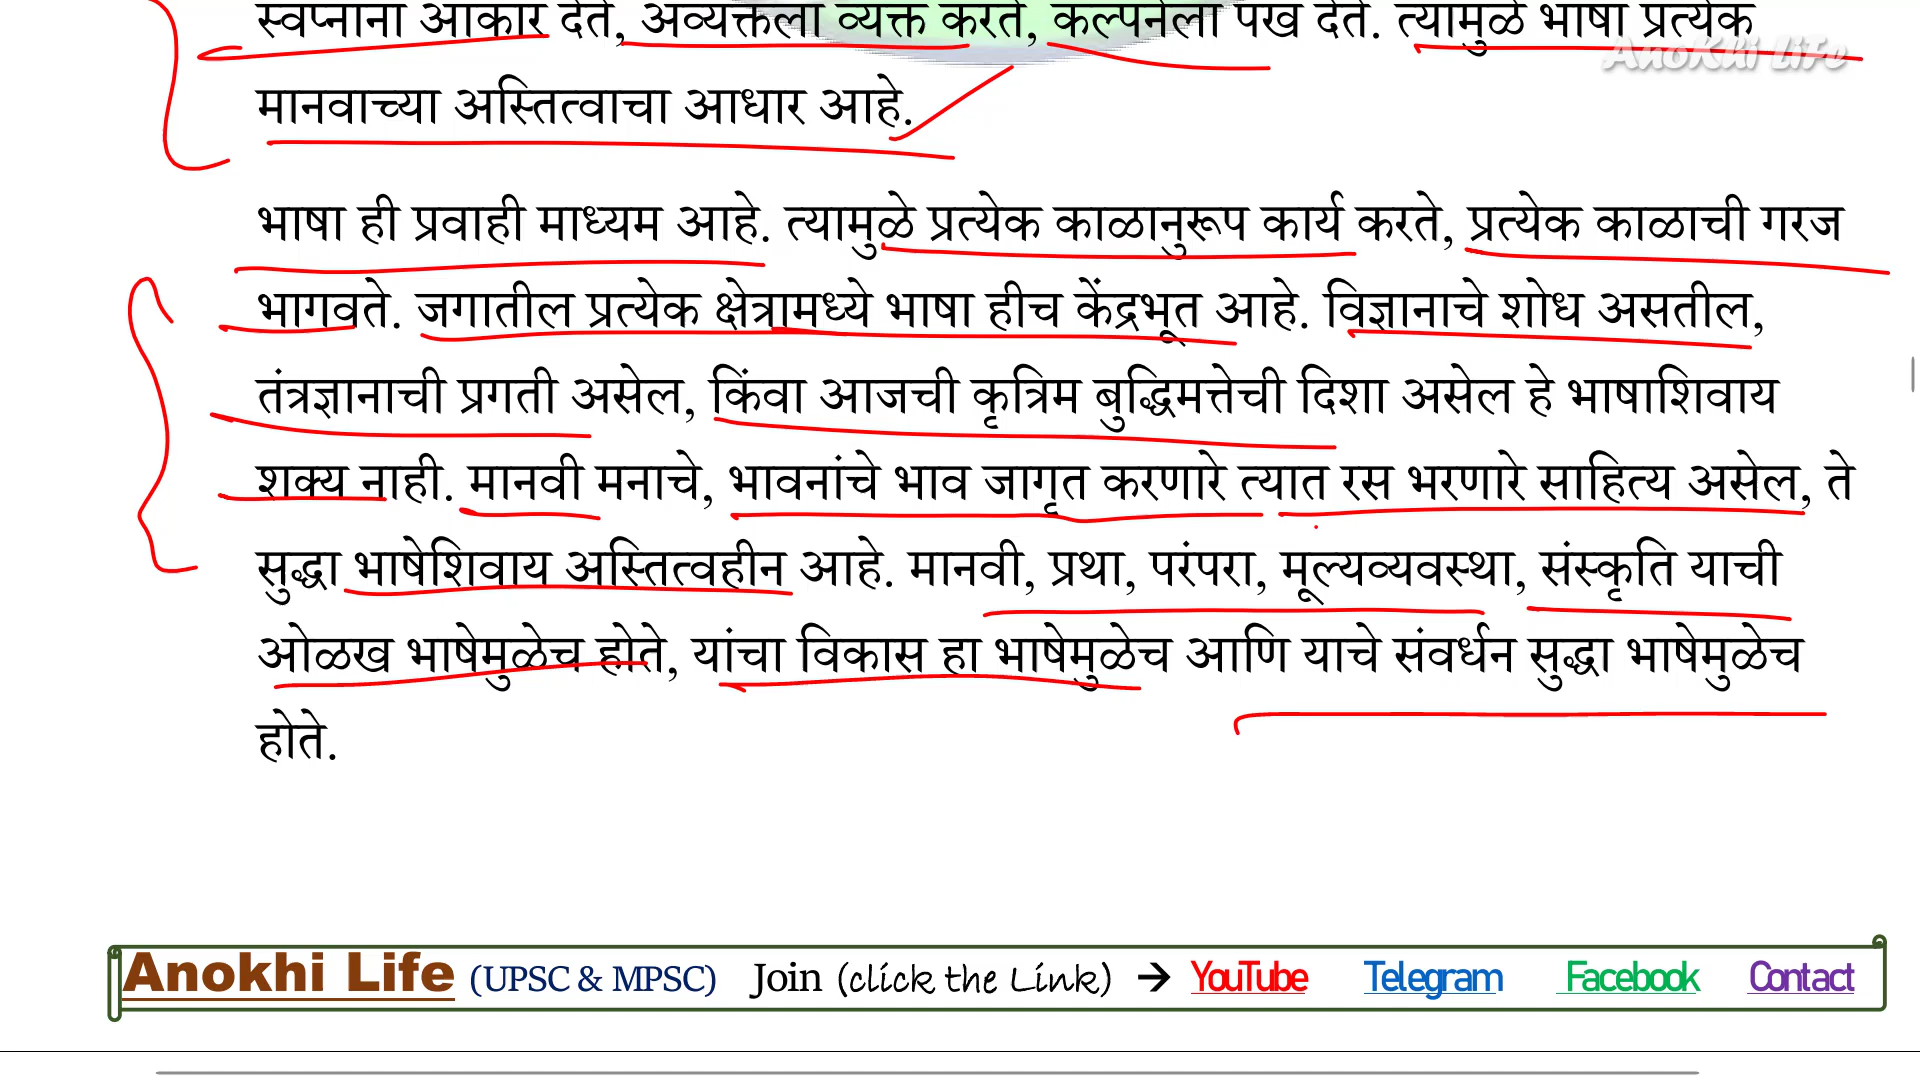 स्वप्नांना आकार देते, अव्यक्तला व्यक्त करते, कल्पनेला पंख देते. त्यामुळे भाषा प्रत्येक
AnoKhi LiFe
मानवाच्या अस्तित्वाचा आधार आहे.
भाषा ही प्रवाही माध्यम आहे. त्यामुळे प्रत्येक काळानुरूप कार्य करते, प्रत्येक काळाची गरज
भागवते. जगातील प्रत्येक क्षेत्रामध्ये भाषा हीच केंद्रभूत आहे. विज्ञानाचे शोध असतील,
तंत्रज्ञानाची प्रगती असेल, किंवा आजची कृत्रिम बुद्धिमत्तेची दिशा असेल हे भाषाशिवाय
शक्य नाही. मानवी मनाचे, भावनांचे भाव जागृत करणारे त्यात रस भरणारे साहित्य असेल, ते
सुद्धा भाषेशिवाय अस्तित्वहीन आहे. मानवी, प्रथा, परंपरा, मूल्यव्यवस्था, संस्कृति याची
ओळख भाषेमुळेच होते, यांचा विकास हा भाषेमुळेच आणि याचे संवर्धन सुद्धा भाषेमुळेच
होते.
Anokhi Life (UPSC & MPSC) Join (click the Link) → YouTube Telegram Facebook Contact